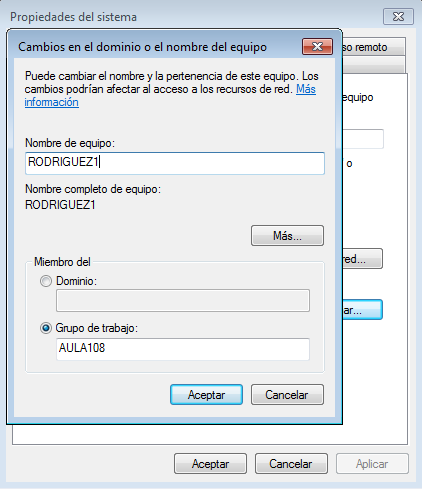 Propiedades del sistema
Cambios en el dominio o el nombre del equipo
so remoto
Puede cambiar el nombre y la pertenencia de este equipo. Los
cambios podrían afectar al acceso a los recursos de red. Más
información
equipo
Nombre de equipo:
RODRIGUEZ1
o
Nombre completo de equipo:
RODRIGUEZ1
Más...
Miembro del
red...
Dominio:
ar...
Grupo de trabajo:
AULA108
Aceptar
Cancelar
Aceptar
Cancelar
Aplicar